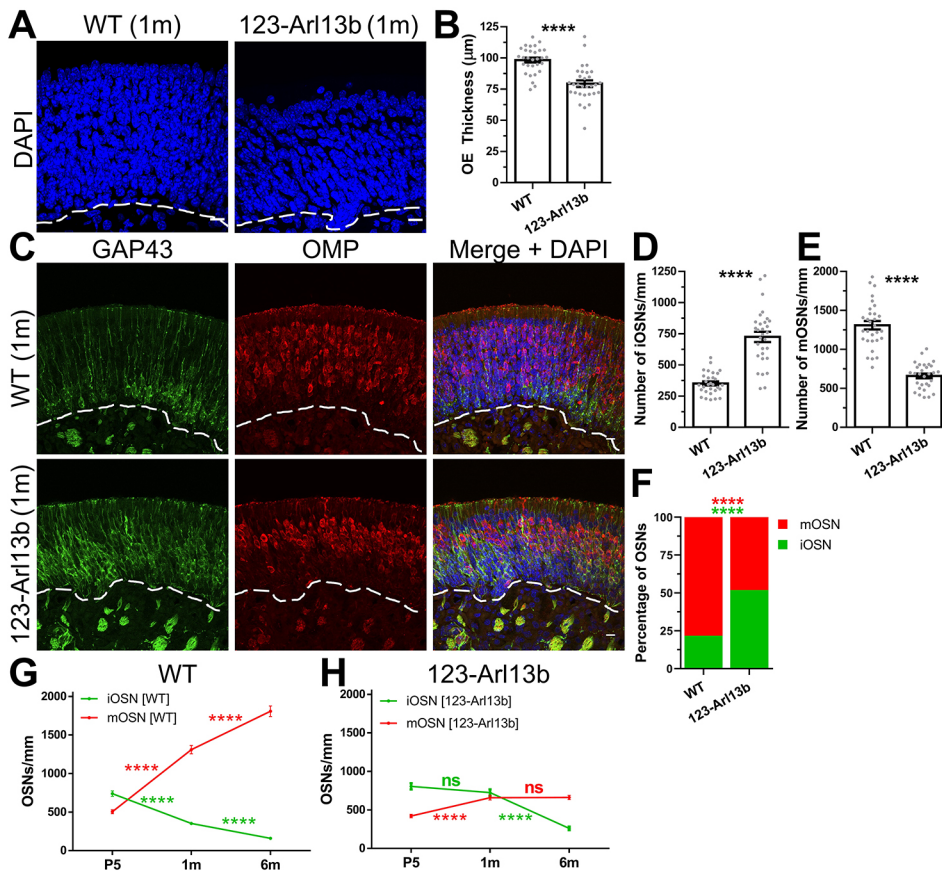 A
WT (1m)
123-Arl13b (1m)
DAPI
B
****
OE Thickness (μm)
125
100
75
50
25
0
WT
123-Arl13b
C
GAP43
OMP
Merge + DAPI
WT (1m)
123-Arl13b (1m)
D
****
Number of iOSNs/mm
1250
1000
750
500
250
0
WT
123-Arl13b
E
****
Number of mOSNs/mm
2000
1500
1000
500
0
WT
123-Arl13b
F
****
****
Percentage of OSNs
100
75
50
25
0
WT
123-Arl13b
mOSN
iOSN
G
WT
iOSN [WT]
mOSN [WT]
OSNs/mm
2000
1500
1000
500
0
****
****
****
****
P5
1m
6m
H
123-Arl13b
iOSN [123-Arl13b]
mOSN [123-Arl13b]
OSNs/mm
2000
1500
1000
500
0
ns
ns
****
****
P5
1m
6m